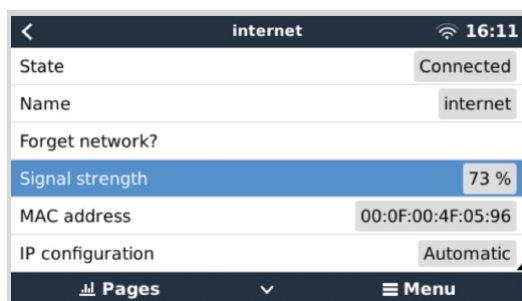 internet 16:11
State Connected
Name internet
Forget network?
Signal strength 73 %
MAC address 00:0F:00:4F:05:96
IP configuration Automatic
Pages Menu